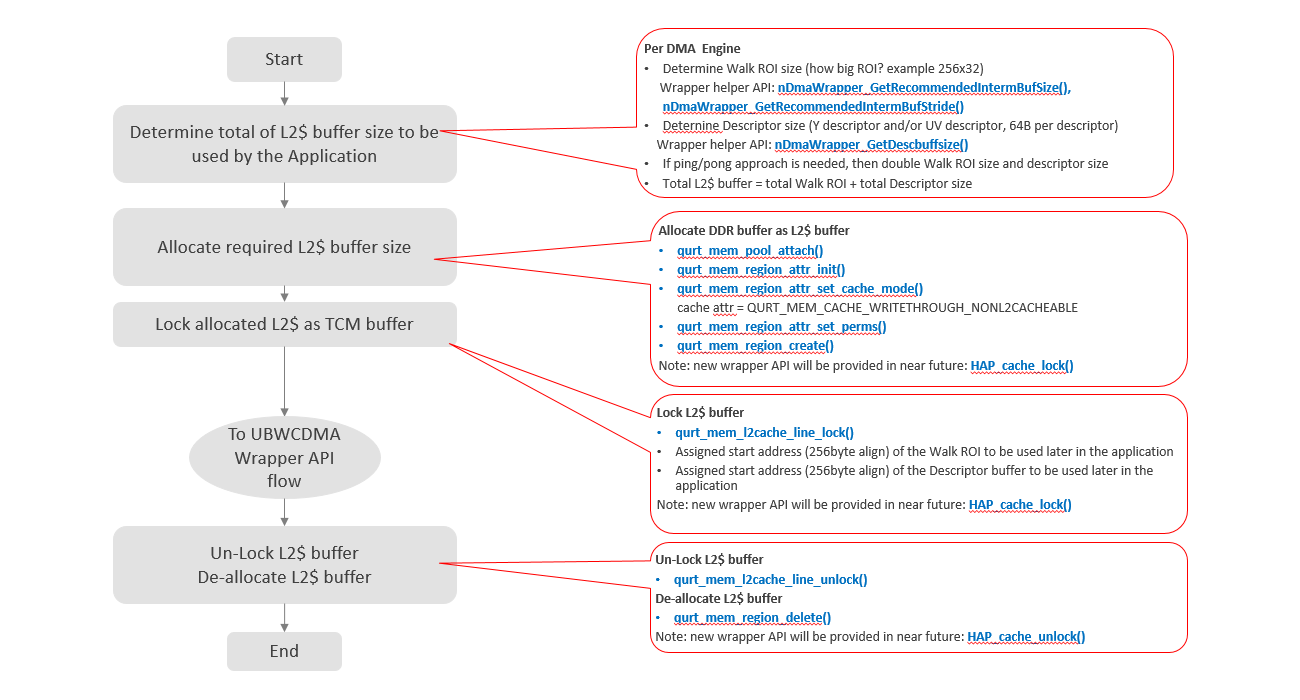 Start
Determine total of L2$ buffer size to be
used by the Application
Allocate required L2$ buffer size
Lock allocated L2$ as TCM buffer
To UBWCDMA
Wrapper API
flow
Un-Lock L2$ buffer
De-allocate L2$ buffer
End
Per DMA  Engine
• Determine Walk ROI size (how big ROI? example 256x32)
Wrapper helper API: nDmaWrapper_GetRecommendedIntermBufSize(),
nDmaWrapper_GetRecommendedIntermBufStride()
• Deternine Descriptor size (Y descriptor and/or UV descriptor, 64B per descriptor)
Wrapper helper API: nDmaWrapper_GetDescbuffsize()
• If ping/pong approach is needed, then double Walk ROI size and descriptor size
• Total L2$ buffer = total Walk ROI + total Descriptor size
Allocate DDR buffer as L2$ buffer
• qurt_mem_pool_attach()
• qurt_mem_region_attr_init()
• qurt_mem_region_attr_set_cache_mode()
cache attr = QURT_MEM_CACHE_WRITETHROUGH_NONL2CACHEABLE
• qurt_mem_region_attr_set_perms()
• qurt_mem_region_create()
Note: new wrapper API will be provided in near future: HAP_cache_lock()
Lock L2$ buffer
• qurt_mem_l2cache_line_lock()
• Assigned start address (256byte align) of the Walk ROI to be used later in the application
• Assigned start address (256byte align) of the Descriptor buffer to be used later in the
application
Note: new wrapper API will be provided in near future: HAP_cache_lock()
Un-Lock L2$ buffer
• qurt_mem_l2cache_line_unlock()
De-allocate L2$ buffer
• qurt_mem_region_delete()
Note: new wrapper API will be provided in near future: HAP_cache_unlock()